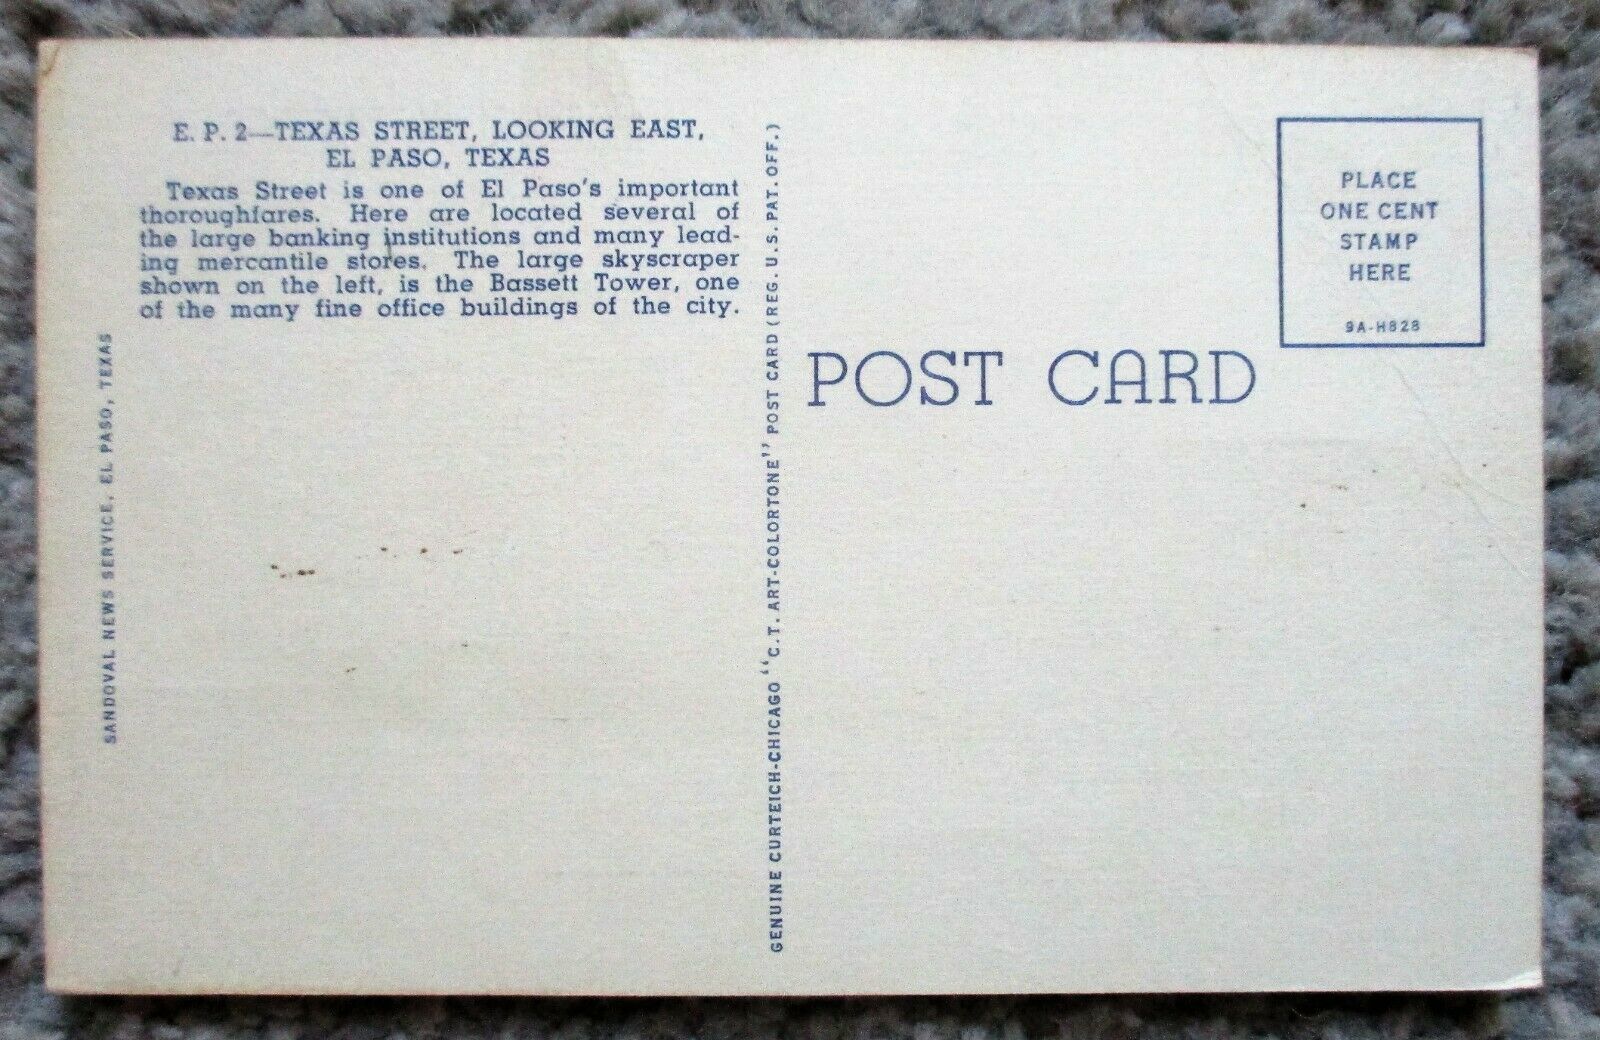 E. P. 2—TEXAS STREET, LOOKING EAST,
EL PASO, TEXAS
Texas Street is one of El Paso's important
thoroughfares. Here are located several of
the large banking institutions and many lead-
ing mercantile stores. The large skyscraper
shown on the left, is the Bassett Tower, one
of the many fine office buildings of the city.
SANDOVAL NEWS SERVICE, EL PASO, TEXAS
GENUINE CURTEICH-CHICAGO "C.T. ART-COLORTONE" POST CARD (REG. U.S. PAT. OFF.)
POST CARD
PLACE
ONE CENT
STAMP
HERE
9A-H828